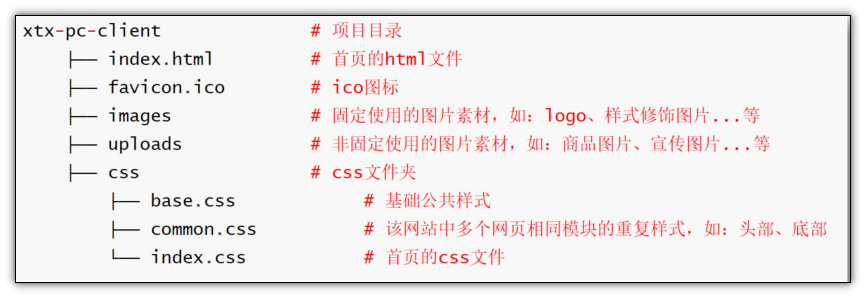 xtx-pc-client # 项目目录
├── index.html # 首页的html文件
├── favicon.ico # ico图标
├── images # 固定使用的图片素材，如：logo、样式修饰图片...等
├── uploads # 非固定使用的图片素材，如：商品图片、宣传图片...等
├── css # css文件夹
├── base.css # 基础公共样式
├── common.css # 该网站中多个网页相同模块的重复样式，如：头部、底部
└── index.css # 首页的css文件